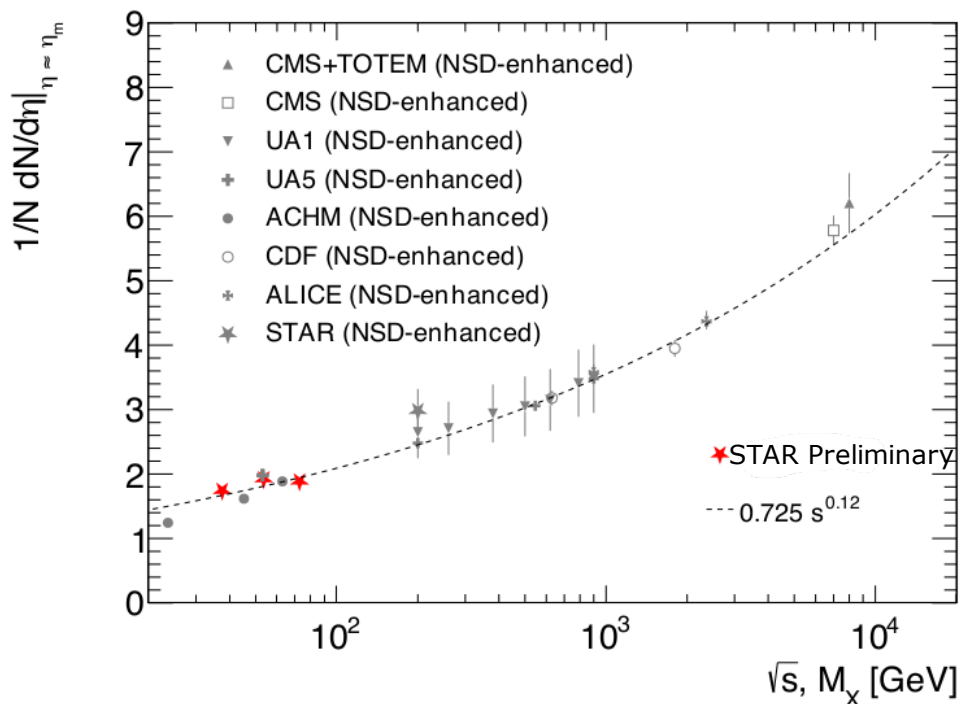 1/N dN/dη|η ≈ ηm
9
8
7
6
5
4
3
2
1
0
CMS+TOTEM (NSD-enhanced)
CMS (NSD-enhanced)
UA1 (NSD-enhanced)
UA5 (NSD-enhanced)
ACHM (NSD-enhanced)
CDF (NSD-enhanced)
ALICE (NSD-enhanced)
STAR (NSD-enhanced)
STAR Preliminary
0.725 s^0.12
10² 10³ 10⁴
√s, Mx [GeV]